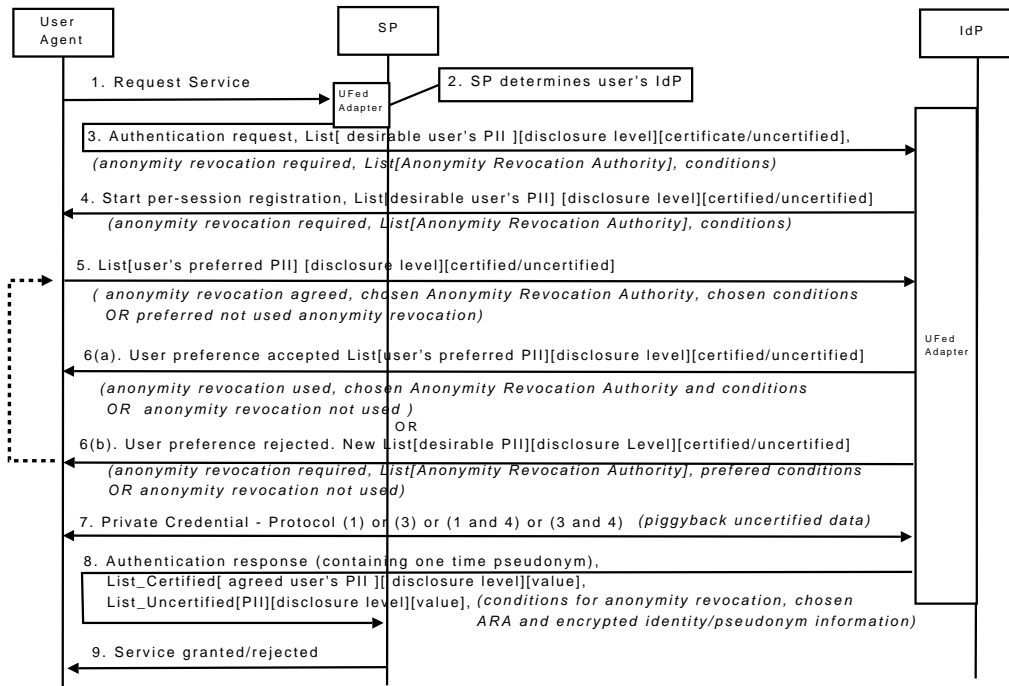 User
Agent
SP
IdP
1. Request Service
UFed
Adapter
2. SP determines user's IdP
3. Authentication request, List[ desirable user's PII ][disclosure level][certificate/uncertified],
(anonymity revocation required, List[Anonymity Revocation Authority], conditions)
4. Start per-session registration, List[desirable user's PII] [disclosure level][certified/uncertified]
(anonymity revocation required, List[Anonymity Revocation Authority], conditions)
5. List[user's preferred PII] [disclosure level][certified/uncertified]
( anonymity revocation agreed, chosen Anonymity Revocation Authority, chosen conditions
OR preferred not used anonymity revocation)
UFed
Adapter
6(a). User preference accepted List[user's preferred PII][disclosure level][certified/uncertified]
(anonymity revocation used, chosen Anonymity Revocation Authority and conditions
OR anonymity revocation not used )
OR
6(b). User preference rejected. New List[desirable PII][disclosure Level][certified/uncertified]
(anonymity revocation required, List[Anonymity Revocation Authority], prefered conditions
OR anonymity revocation not used)
7. Private Credential - Protocol (1) or (3) or (1 and 4) or (3 and 4) (piggyback uncertified data)
8. Authentication response (containing one time pseudonym),
List_Certified[ agreed user's PII ][ disclosure level][value],
List_Uncertified[PII][disclosure level][value], (conditions for anonymity revocation, chosen
ARA and encrypted identity/pseudonym information)
9. Service granted/rejected